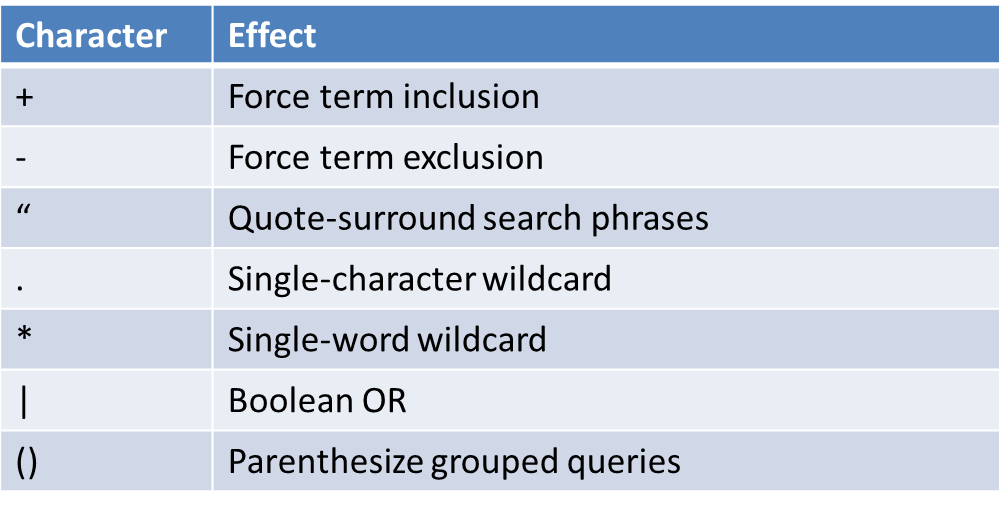 Character Effect
+ Force term inclusion
- Force term exclusion
“ Quote-surround search phrases
. Single-character wildcard
* Single-word wildcard
| Boolean OR
() Parenthesize grouped queries